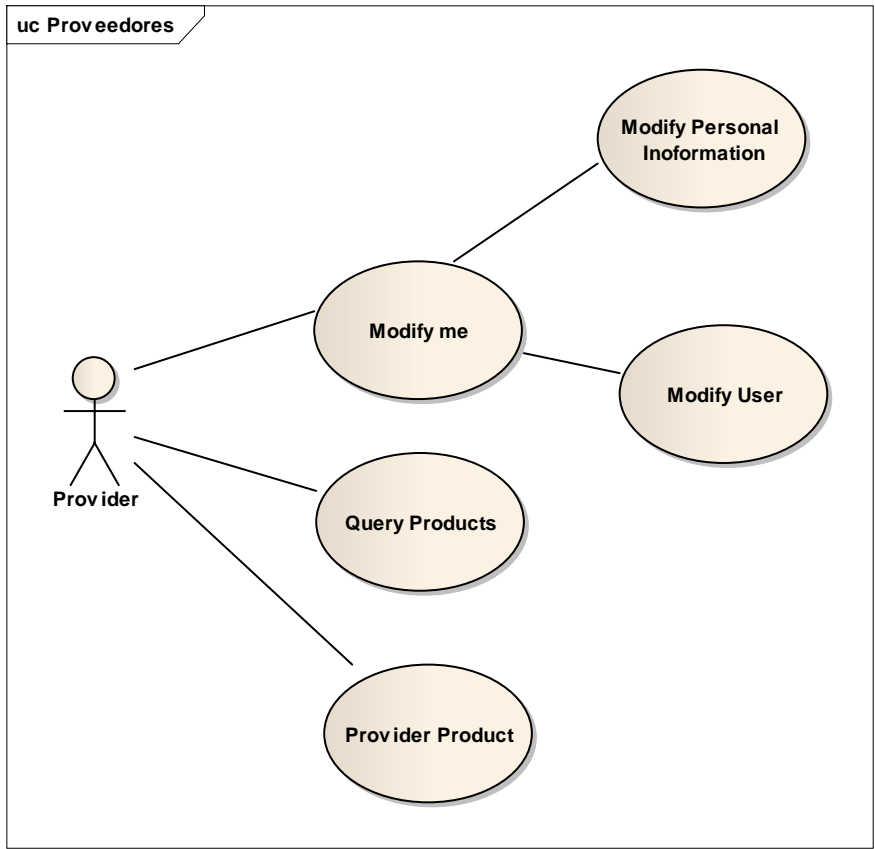 uc Proveedores
Modify Personal
Inoformation
Modify me
Modify User
Provider
Query Products
Provider Product